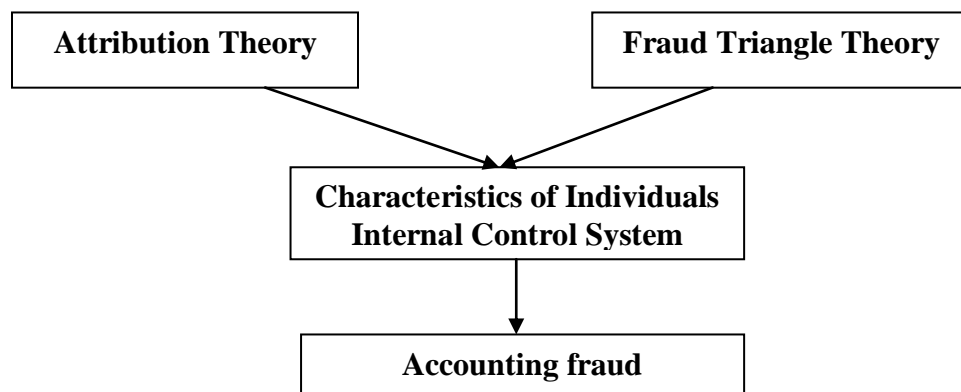 Attribution Theory
Fraud Triangle Theory
Characteristics of Individuals
Internal Control System
Accounting fraud